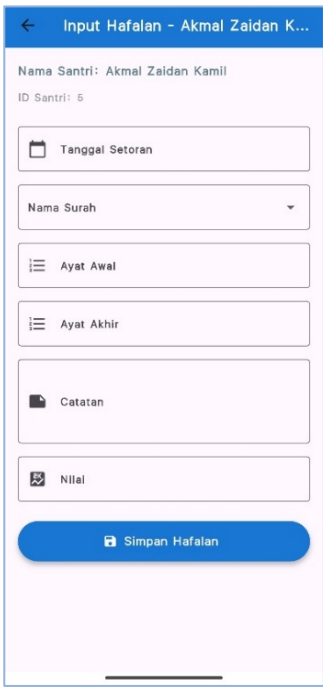 Input Hafalan - Akmal Zaidan K...
Nama Santri: Akmal Zaidan Kamil
ID Santri: 5
Tanggal Setoran
Nama Surah
Ayat Awal
Ayat Akhir
Catatan
Nilai
Simpan Hafalan